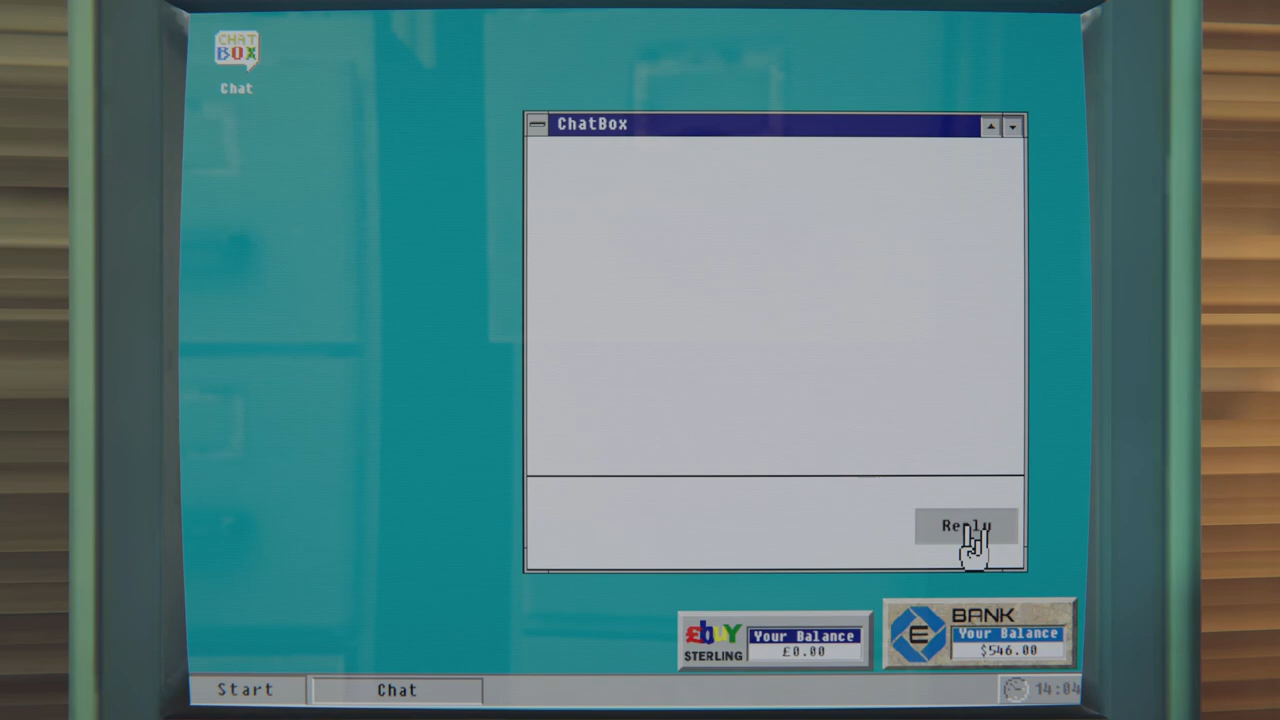 CHAT
BOX
Chat
ChatBox
Reply
ebuY
STERLING
Your Balance
£0.00
E
BANK
Your Balance
$546.00
Start
Chat
14:04